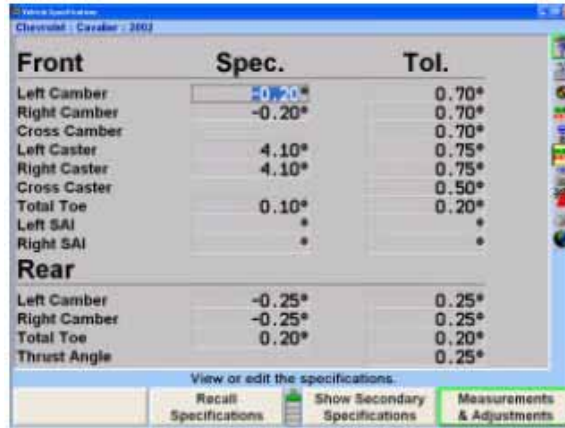 Vehicle Specifications
Chevrolet : Cavalier : 2002
Front Spec. Tol.
Left Camber -0.20° 0.70°
Right Camber -0.20° 0.70°
Cross Camber 0.70°
Left Caster 4.10° 0.75°
Right Caster 4.10° 0.75°
Cross Caster 0.50°
Total Toe 0.10° 0.20°
Left SAI ° °
Right SAI ° °
Rear
Left Camber -0.25° 0.25°
Right Camber -0.25° 0.25°
Total Toe 0.20° 0.20°
Thrust Angle 0.25°
View or edit the specifications.
Recall Specifications
Show Secondary Specifications
Measurements & Adjustments